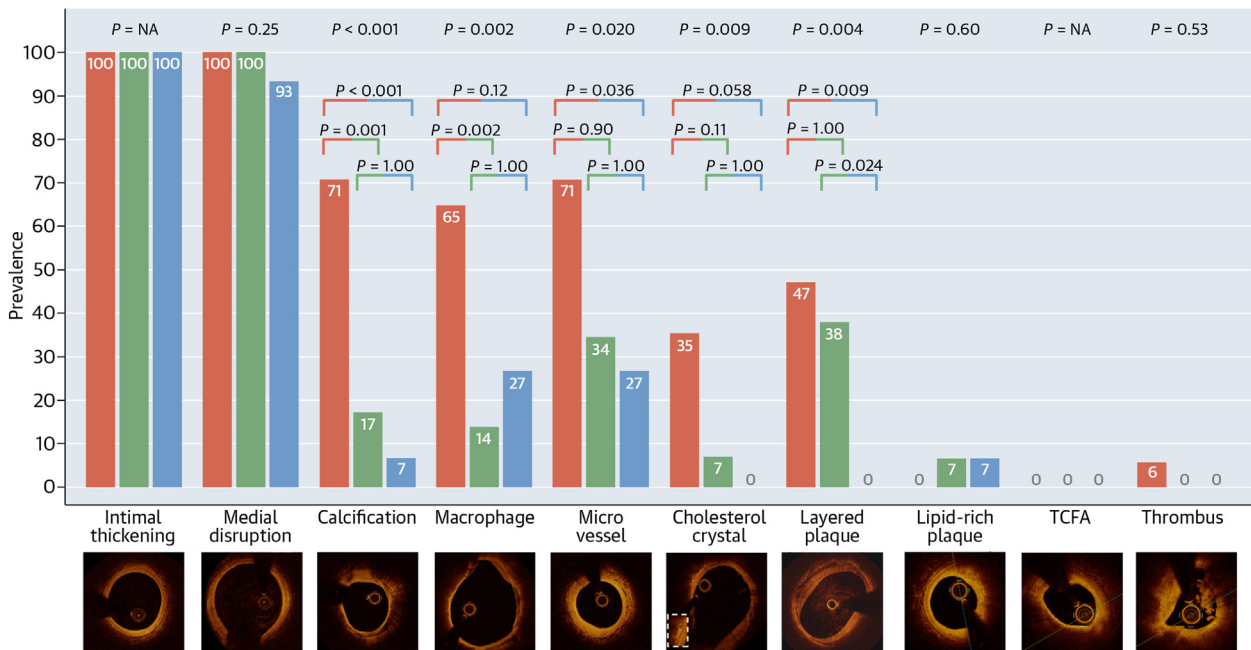 P = NA P = 0.25 P < 0.001 P = 0.002 P = 0.020 P = 0.009 P = 0.004 P = 0.60 P = NA P = 0.53
P < 0.001 P = 0.12 P = 0.036 P = 0.058 P = 0.009
P = 0.001 P = 0.002 P = 0.90 P = 0.11 P = 1.00
P = 1.00 P = 1.00 P = 1.00 P = 1.00 P = 0.024
Prevalence
100
90
80
70
60
50
40
30
20
10
0
100 100 100
100 100 93
71 17 7
65 14 27
71 34 27
35 7 0
47 38 0
0 7 7
0 0 0
6 0 0
Intimal
thickening
Medial
disruption
Calcification
Macrophage
Micro
vessel
Cholesterol
crystal
Layered
plaque
Lipid-rich
plaque
TCFA
Thrombus